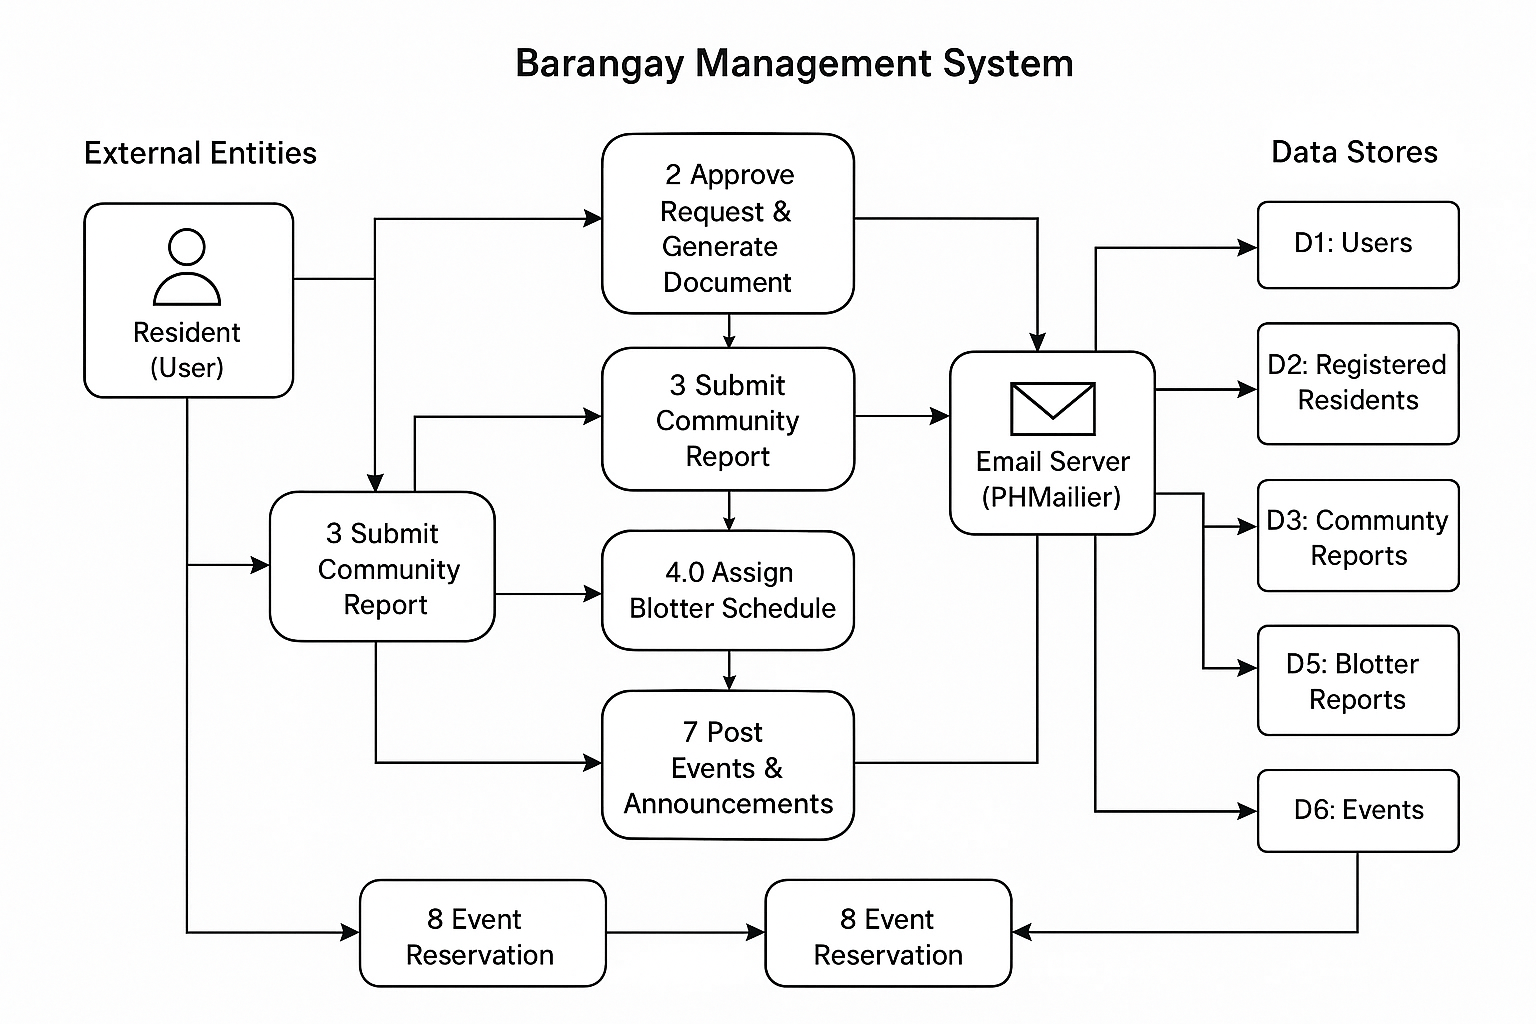 Barangay Management System
External Entities
Data Stores
Resident
(User)
2 Approve
Request &
Generate
Document
3 Submit
Community
Report
3 Submit
Community
Report
4.0 Assign
Blotter Schedule
7 Post
Events &
Announcements
8 Event
Reservation
8 Event
Reservation
Email Server
(PHMailier)
D1: Users
D2: Registered
Residents
D3: Communty
Reports
D5: Blotter
Reports
D6: Events